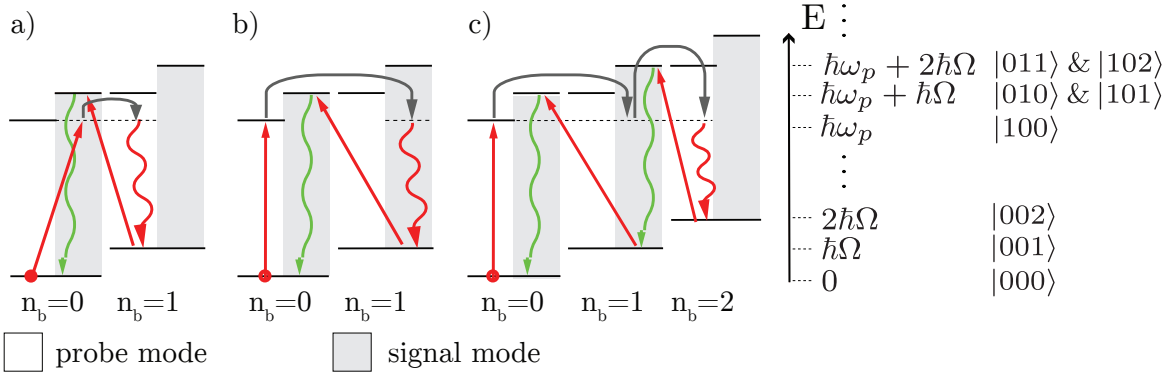 a)
b)
c)
E
ħω_p + 2ħΩ |011⟩ & |102⟩
ħω_p + ħΩ |010⟩ & |101⟩
ħω_p |100⟩
2ħΩ |002⟩
ħΩ |001⟩
0 |000⟩
n_b=0 n_b=1
n_b=0 n_b=1
n_b=0 n_b=1 n_b=2
probe mode
signal mode